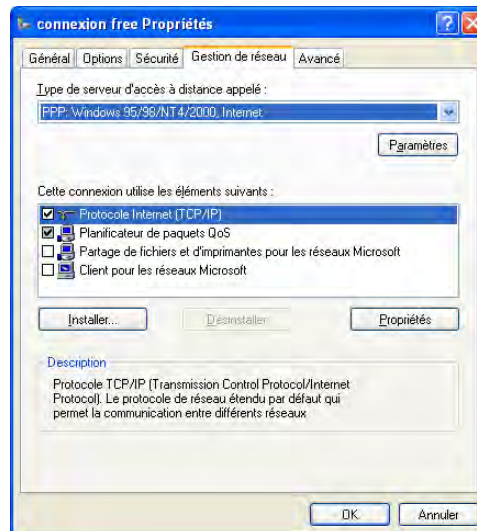 connexion free Propriétés
Général Options Sécurité Gestion de réseau Avancé
Type de serveur d'accès à distance appelé :
PPP: Windows 95/98/NT4/2000, Internet
Paramètres
Cette connexion utilise les éléments suivants :
Protocole Internet (TCP/IP)
Planificateur de paquets QoS
Partage de fichiers et d'imprimantes pour les réseaux Microsoft
Client pour les réseaux Microsoft
Installer... Désinstaller Propriétés
Description
Protocole TCP/IP (Transmission Control Protocol/Internet
Protocol). Le protocole de réseau étendu par défaut qui
permet la communication entre différents réseaux
OK Annuler